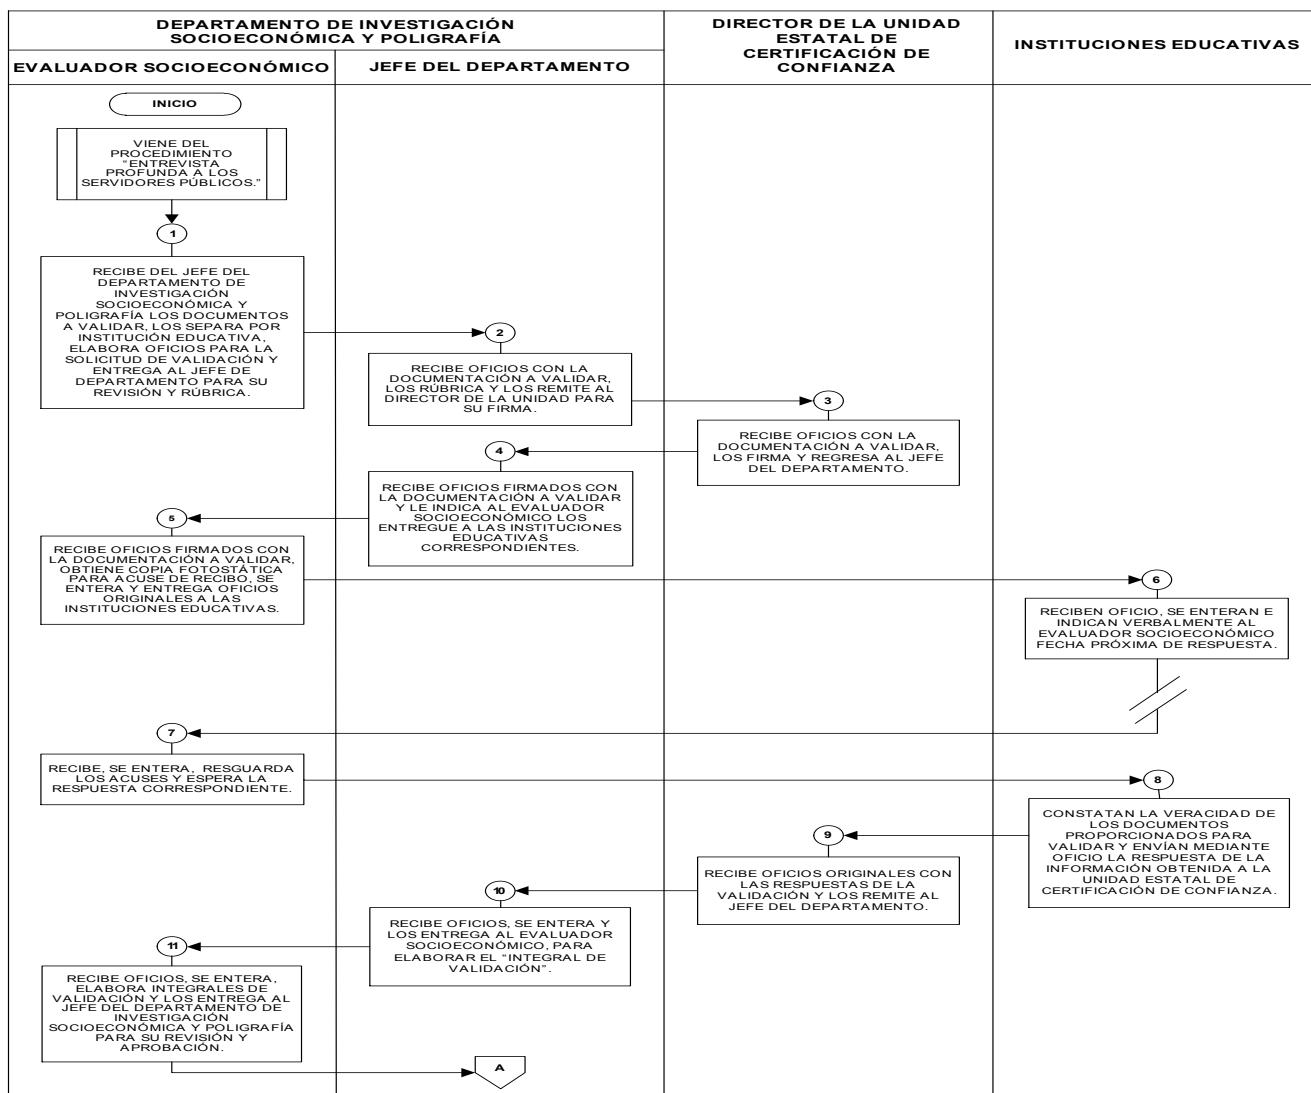 DEPARTAMENTO DE INVESTIGACIÓN
SOCIOECONÓMICA Y POLIGRAFÍA
DIRECTOR DE LA UNIDAD
ESTATAL DE
CERTIFICACIÓN DE
CONFIANZA
INSTITUCIONES EDUCATIVAS
EVALUADOR SOCIOECONÓMICO
JEFE DEL DEPARTAMENTO
INICIO
VIENE DEL
PROCEDIMIENTO
“ENTREVISTA
PROFUNDA A LOS
SERVIDORES PÚBLICOS.”
1
RECIBE DEL JEFE DEL
DEPARTAMENTO DE
INVESTIGACIÓN
SOCIOECONÓMICA Y
POLIGRAFÍA LOS DOCUMENTOS
A VALIDAR, LOS SEPARA POR
INSTITUCIÓN EDUCATIVA,
ELABORA OFICIOS PARA LA
SOLICITUD DE VALIDACIÓN Y
ENTREGA AL JEFE DE
DEPARTAMENTO PARA SU
REVISIÓN Y RÚBRICA.
2
RECIBE OFICIOS CON LA
DOCUMENTACIÓN A VALIDAR,
LOS RÚBRICA Y LOS REMITE AL
DIRECTOR DE LA UNIDAD PARA
SU FIRMA.
3
RECIBE OFICIOS CON LA
DOCUMENTACIÓN A VALIDAR,
LOS FIRMA Y REGRESA AL JEFE
DEL DEPARTAMENTO.
4
RECIBE OFICIOS FIRMADOS CON
LA DOCUMENTACIÓN A VALIDAR
Y LE INDICA AL EVALUADOR
SOCIOECONÓMICO LOS
ENTREGUE A LAS INSTITUCIONES
EDUCATIVAS
CORRESPONDIENTES.
5
RECIBE OFICIOS FIRMADOS CON
LA DOCUMENTACIÓN A VALIDAR,
OBTIENE COPIA FOTOSTÁTICA
PARA ACUSE DE RECIBO, SE
ENTERA Y ENTREGA OFICIOS
ORIGINALES A LAS
INSTITUCIONES EDUCATIVAS.
6
RECIBEN OFICIO, SE ENTERAN E
INDICAN VERBALMENTE AL
EVALUADOR SOCIOECONÓMICO
FECHA PRÓXIMA DE RESPUESTA.
7
RECIBE, SE ENTERA, RESGUARDA
LOS ACUSES Y ESPERA LA
RESPUESTA CORRESPONDIENTE.
8
CONSTATAN LA VERACIDAD DE
LOS DOCUMENTOS
PROPORCIONADOS PARA
VALIDAR Y ENVÍAN MEDIANTE
OFICIO LA RESPUESTA DE LA
INFORMACIÓN OBTENIDA A LA
UNIDAD ESTATAL DE
CERTIFICACIÓN DE CONFIANZA.
9
RECIBE OFICIOS ORIGINALES CON
LAS RESPUESTAS DE LA
VALIDACIÓN Y LOS REMITE AL
JEFE DEL DEPARTAMENTO.
10
RECIBE OFICIOS, SE ENTERA Y
LOS ENTREGA AL EVALUADOR
SOCIOECONÓMICO, PARA
ELABORAR EL “INTEGRAL DE
VALIDACIÓN”.
11
RECIBE OFICIOS, SE ENTERA,
ELABORA INTEGRALES DE
VALIDACIÓN Y LOS ENTREGA AL
JEFE DEL DEPARTAMENTO DE
INVESTIGACIÓN
SOCIOECONÓMICA Y POLIGRAFÍA
PARA SU REVISIÓN Y
APROBACIÓN.
A